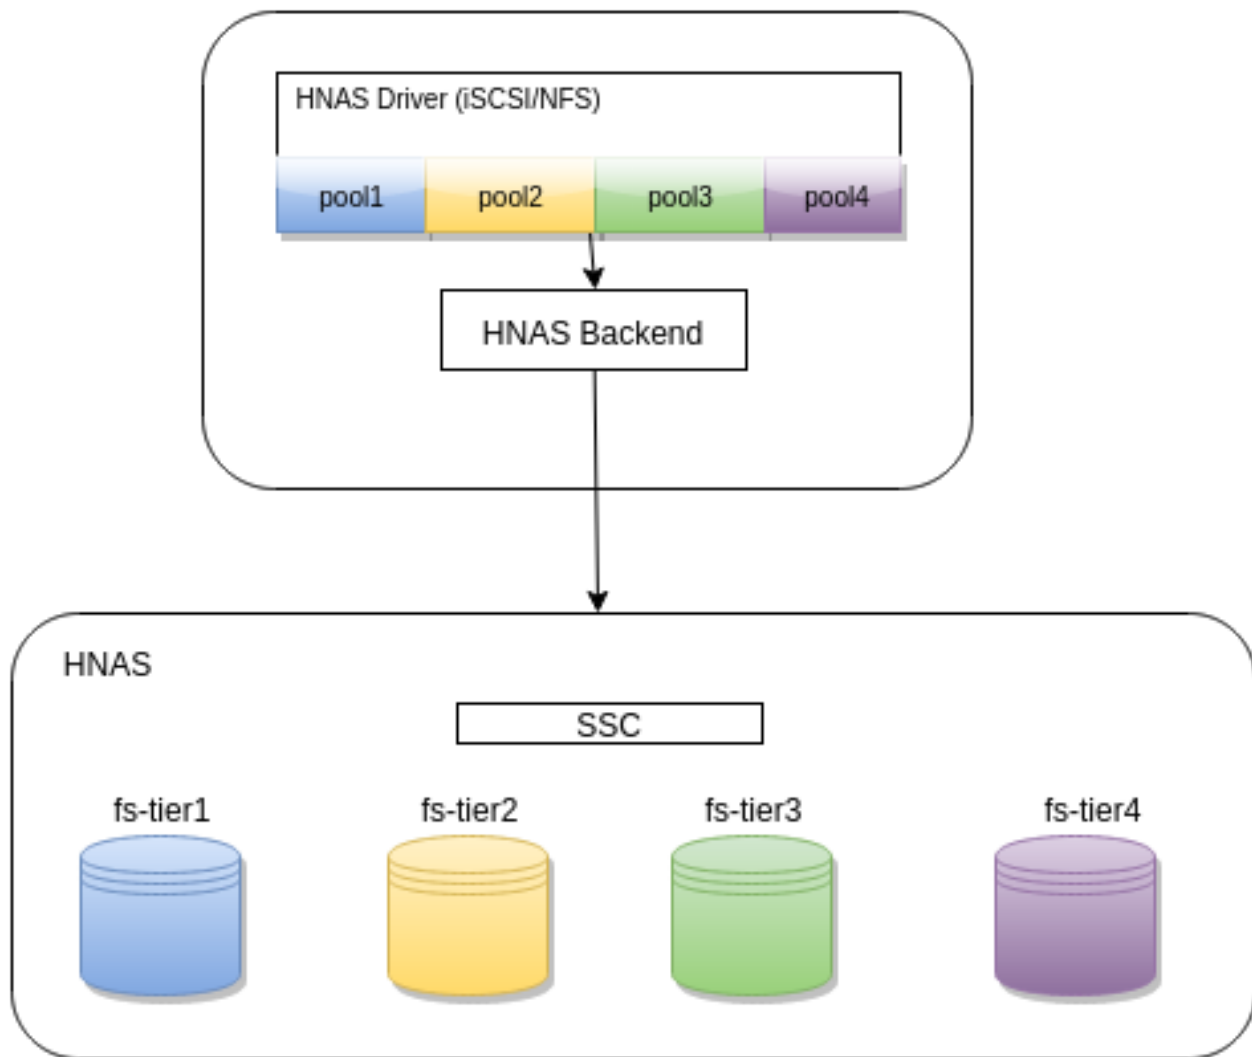 HNAS Driver (iSCSI/NFS)
pool1 pool2 pool3 pool4
HNAS Backend
HNAS
SSC
fs-tier1 fs-tier2 fs-tier3 fs-tier4